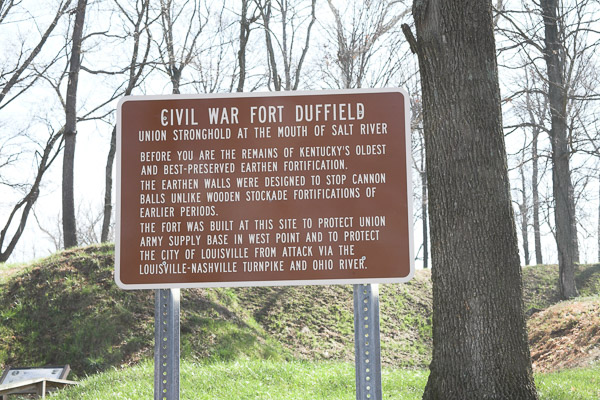 CIVIL WAR FORT DUFFIELD
UNION STRONGHOLD AT THE MOUTH OF SALT RIVER
BEFORE YOU ARE THE REMAINS OF KENTUCKY'S OLDEST
AND BEST-PRESERVED EARTHEN FORTIFICATION.
THE EARTHEN WALLS WERE DESIGNED TO STOP CANNON
BALLS UNLIKE WOODEN STOCKADE FORTIFICATIONS OF
EARLIER PERIODS.
THE FORT WAS BUILT AT THIS SITE TO PROTECT UNION
ARMY SUPPLY BASE IN WEST POINT AND TO PROTECT
THE CITY OF LOUISVILLE FROM ATTACK VIA THE
LOUISVILLE-NASHVILLE TURNPIKE AND OHIO RIVER.